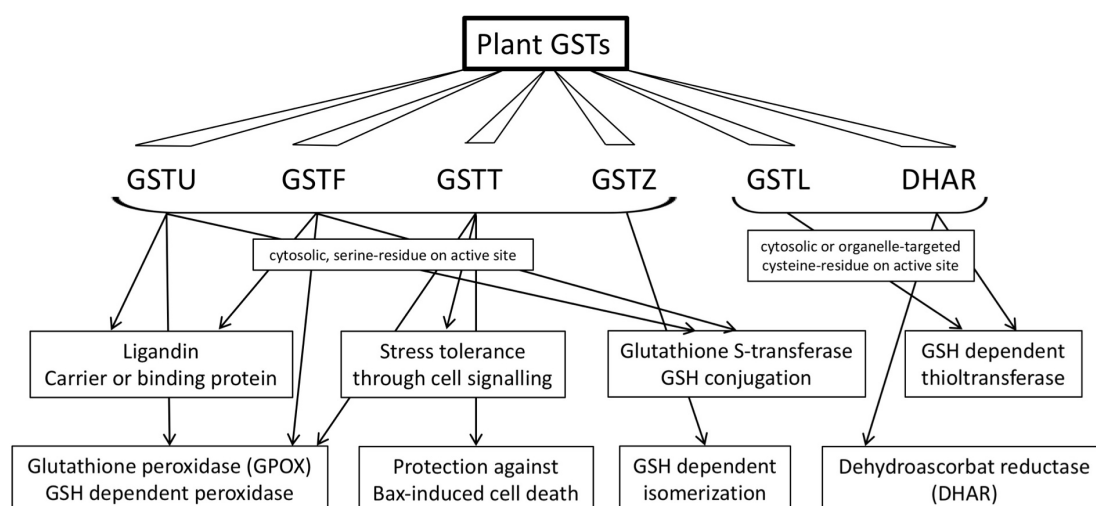 Plant GSTs
GSTU
GSTF
GSTT
GSTZ
GSTL
DHAR
cytosolic, serine-residue on active site
cytosolic or organelle-targeted
cysteine-residue on active site
Ligandin
Carrier or binding protein
Stress tolerance
through cell signalling
Glutathione S-transferase
GSH conjugation
GSH dependent
thioltransferase
Glutathione peroxidase (GPOX)
GSH dependent peroxidase
Protection against
Bax-induced cell death
GSH dependent
isomerization
Dehydroascorbat reductase
(DHAR)